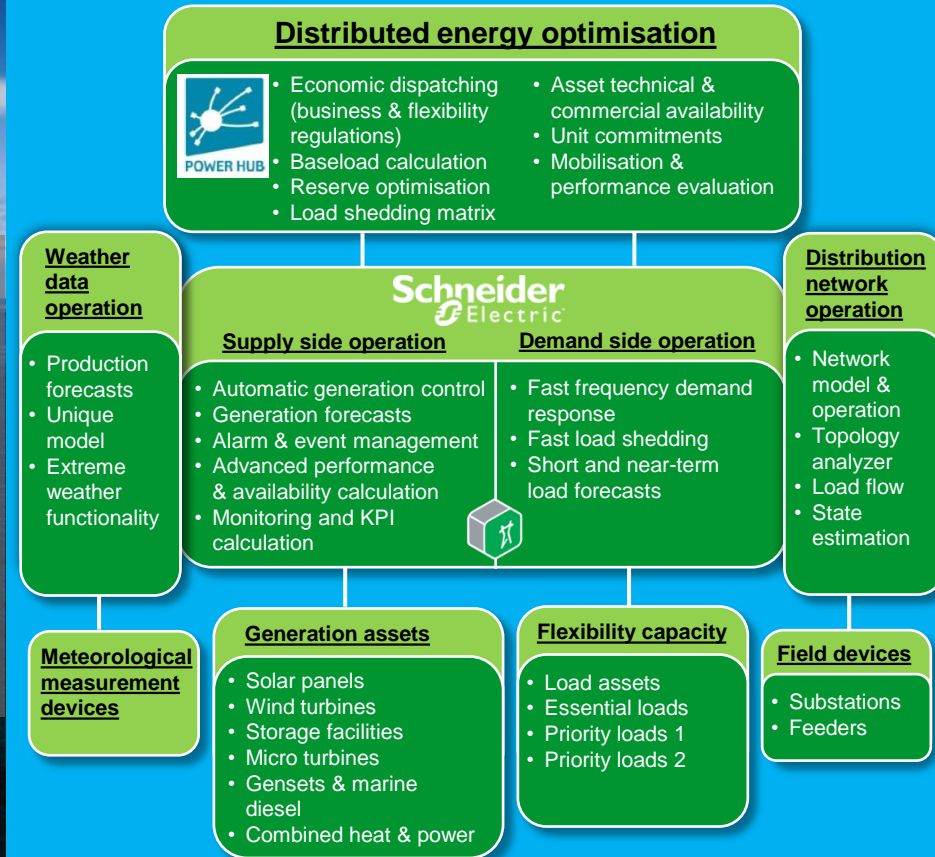 Distributed energy optimisation
POWER HUB
• Economic dispatching
(business & flexibility
regulations)
• Baseload calculation
• Reserve optimisation
• Load shedding matrix
• Asset technical &
commercial availability
• Unit commitments
• Mobilisation &
performance evaluation
Weather
data
operation
• Production
forecasts
• Unique
model
• Extreme
weather
functionality
Schneider
Electric
Supply side operation
• Automatic generation control
• Generation forecasts
• Alarm & event management
• Advanced performance
& availability calculation
• Monitoring and KPI
calculation
Demand side operation
• Fast frequency demand
response
• Fast load shedding
• Short and near-term
load forecasts
Distribution
network
operation
• Network
model &
operation
• Topology
analyzer
• Load flow
• State
estimation
Meteorological
measurement
devices
Generation assets
• Solar panels
• Wind turbines
• Storage facilities
• Micro turbines
• Gensets & marine
diesel
• Combined heat & power
Flexibility capacity
• Load assets
• Essential loads
• Priority loads 1
• Priority loads 2
Field devices
• Substations
• Feeders